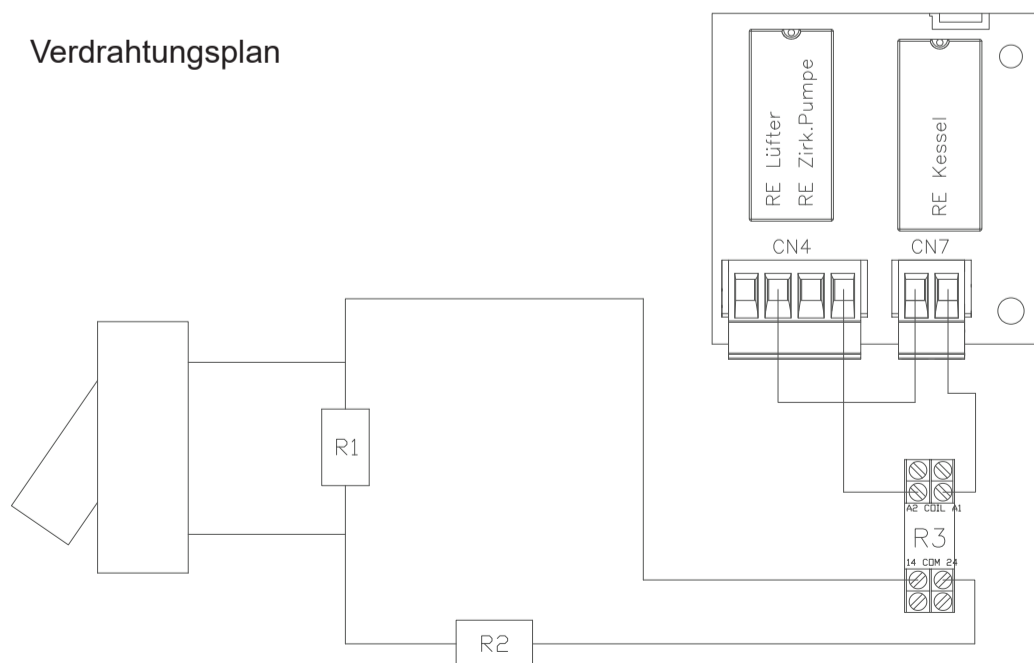 Verdrahtungsplan
RE Lüfter
RE Zirk.Pumpe
RE Kessel
CN4
CN7
R1
A2 COIL A1
R3
14 COM 24
R2